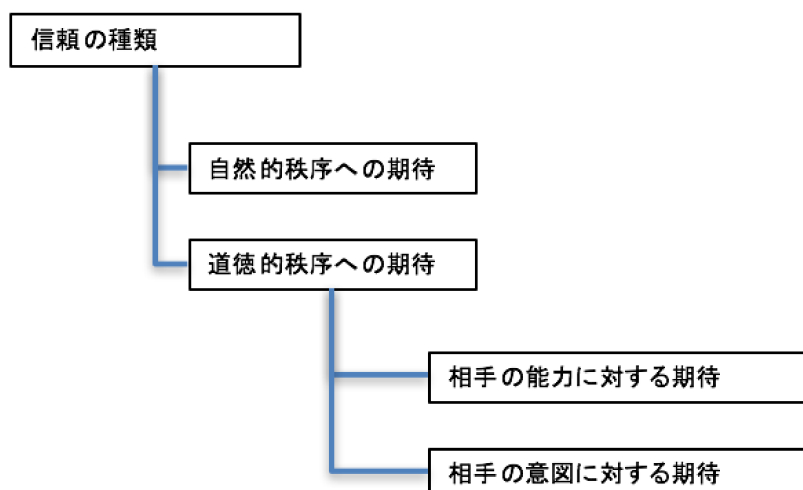 信頼の種類
自然的秩序への期待
道徳的秩序への期待
相手の能力に対する期待
相手の意図に対する期待